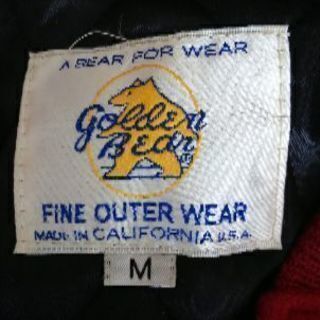 A BEAR FOR WEAR
Golden
Bear
®
FINE OUTER WEAR
MADE IN CALIFORNIA U.S.A.
M